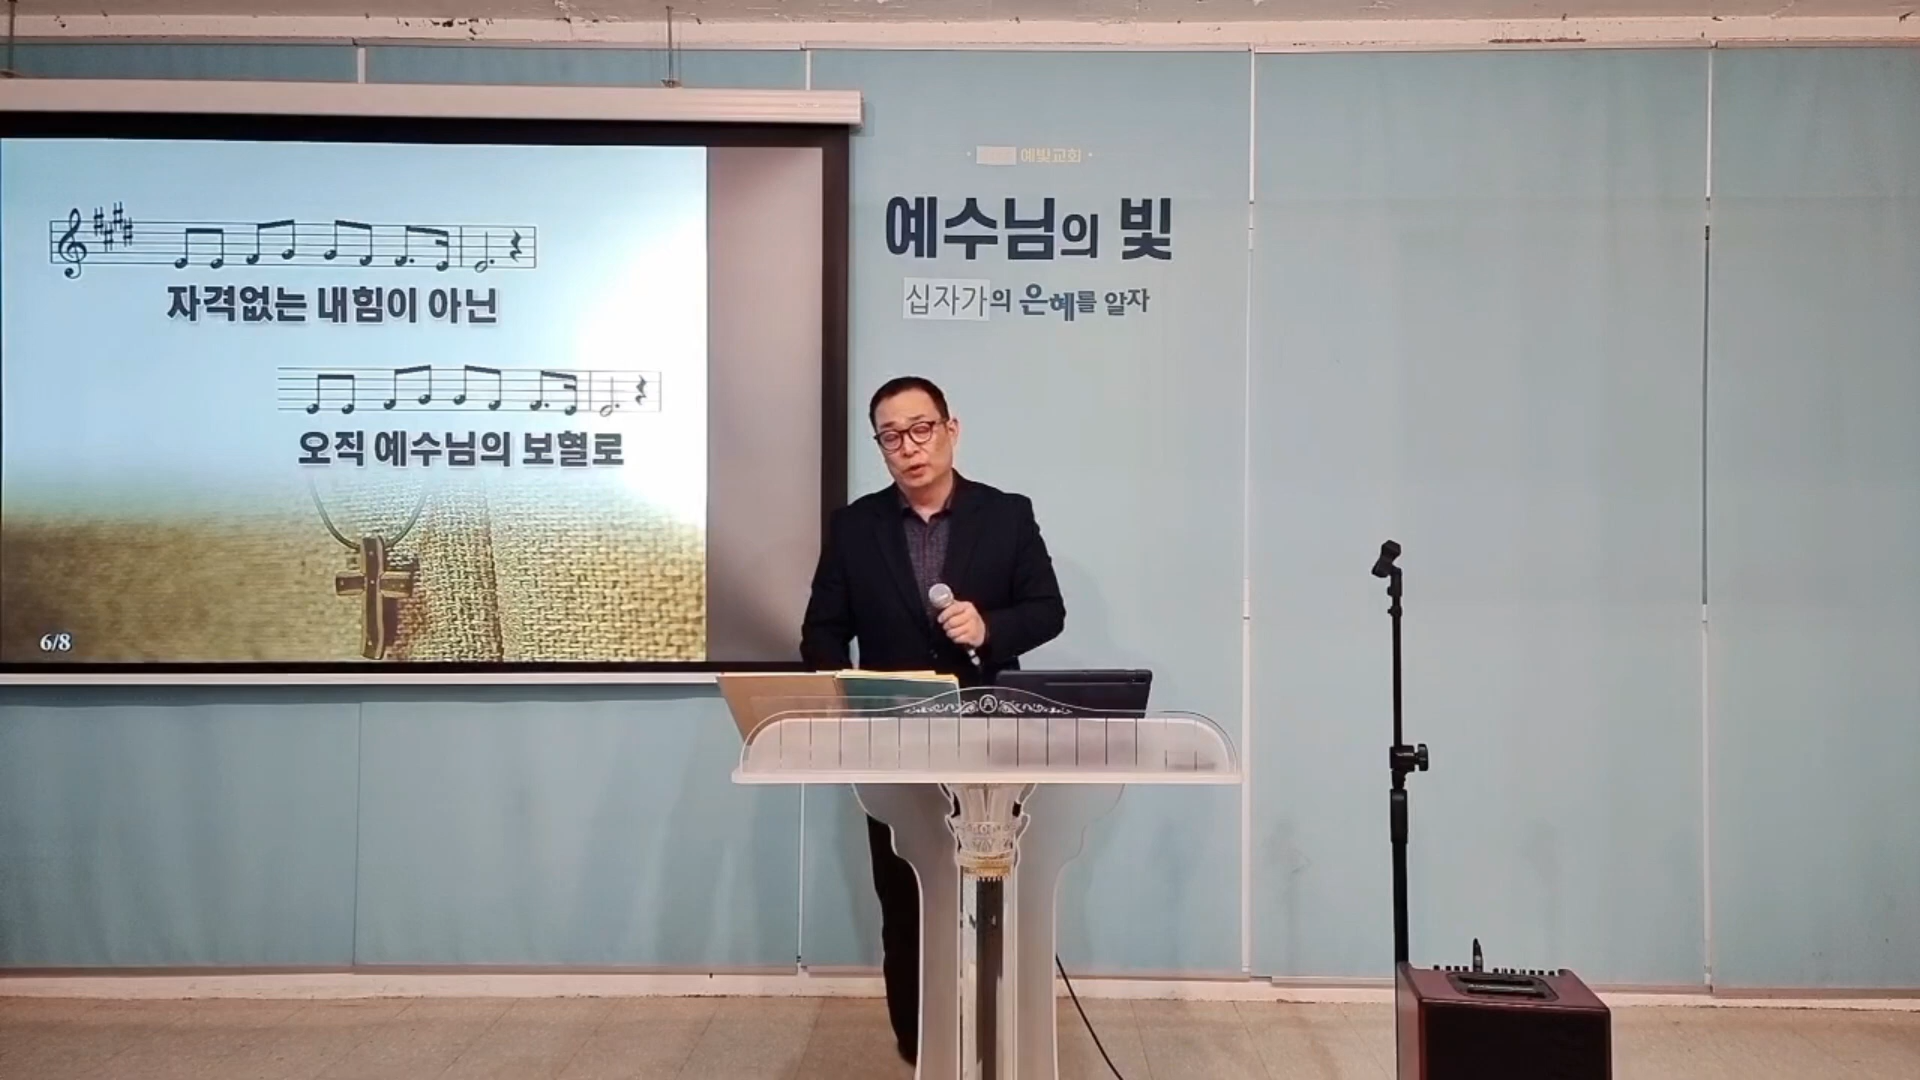 자격없는 내힘이 아닌
오직 예수님의 보혈로
6/8
예빛교회
예수님의 빛
십자가의 은혜를 알자